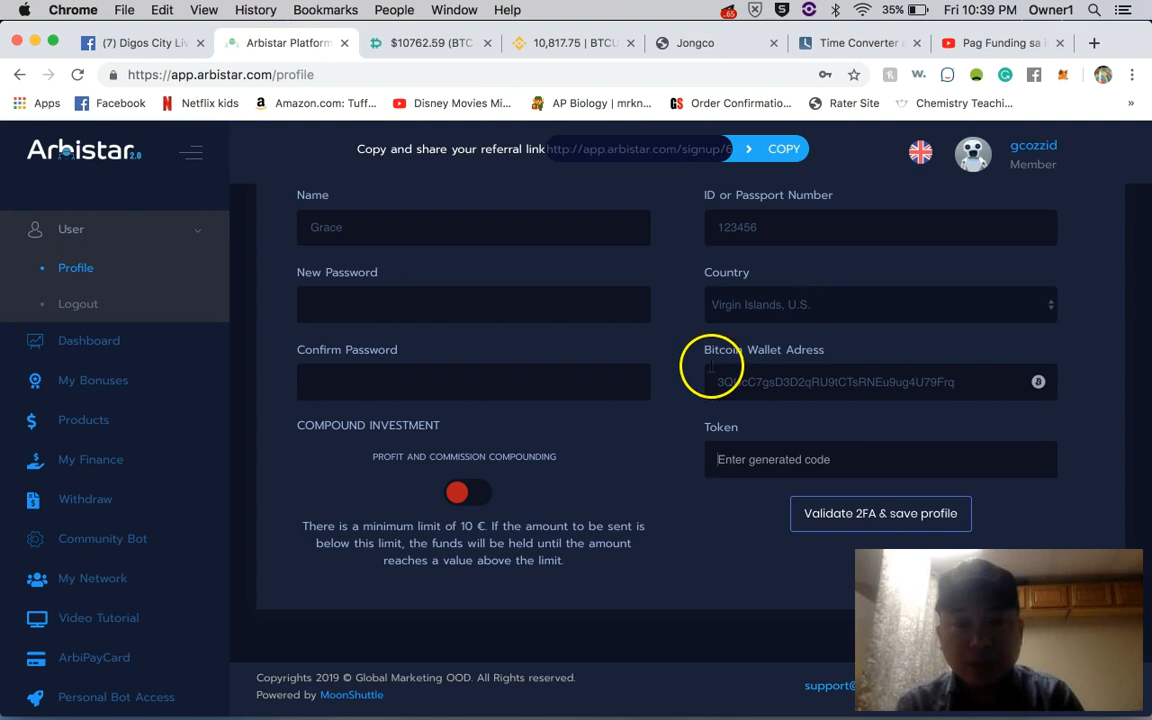 Chrome File Edit View History Bookmarks People Window Help 65 35% Fri 10:39 PM Owner1
(7) Digos City Liv
Arbistar Platform
$10762.59 (BTC
10,817.75 | BTCU
Jongco
Time Converter a
Pag Funding sa
https://app.arbistar.com/profile
Apps Facebook Netflix kids Amazon.com: Tuff... Disney Movies Mi... AP Biology | mrkn... Order Confirmatio... Rater Site Chemistry Teachi... »
Arbistar 2.0
Copy and share your referral link http://app.arbistar.com/signup/6 COPY
gcozzid
Member
User
Profile
Logout
Dashboard
My Bonuses
Products
My Finance
Withdraw
Community Bot
My Network
Video Tutorial
ArbiPayCard
Personal Bot Access
Name
Grace
New Password
Confirm Password
COMPOUND INVESTMENT
PROFIT AND COMMISSION COMPOUNDING
There is a minimum limit of 10 €. If the amount to be sent is
below this limit, the funds will be held until the amount
reaches a value above the limit.
ID or Passport Number
123456
Country
Virgin Islands, U.S.
Bitcoin Wallet Adress
Token
Enter generated code
Validate 2FA & save profile
Copyrights 2019 © Global Marketing OOD. All Rights reserved.
Powered by MoonShuttle
support@